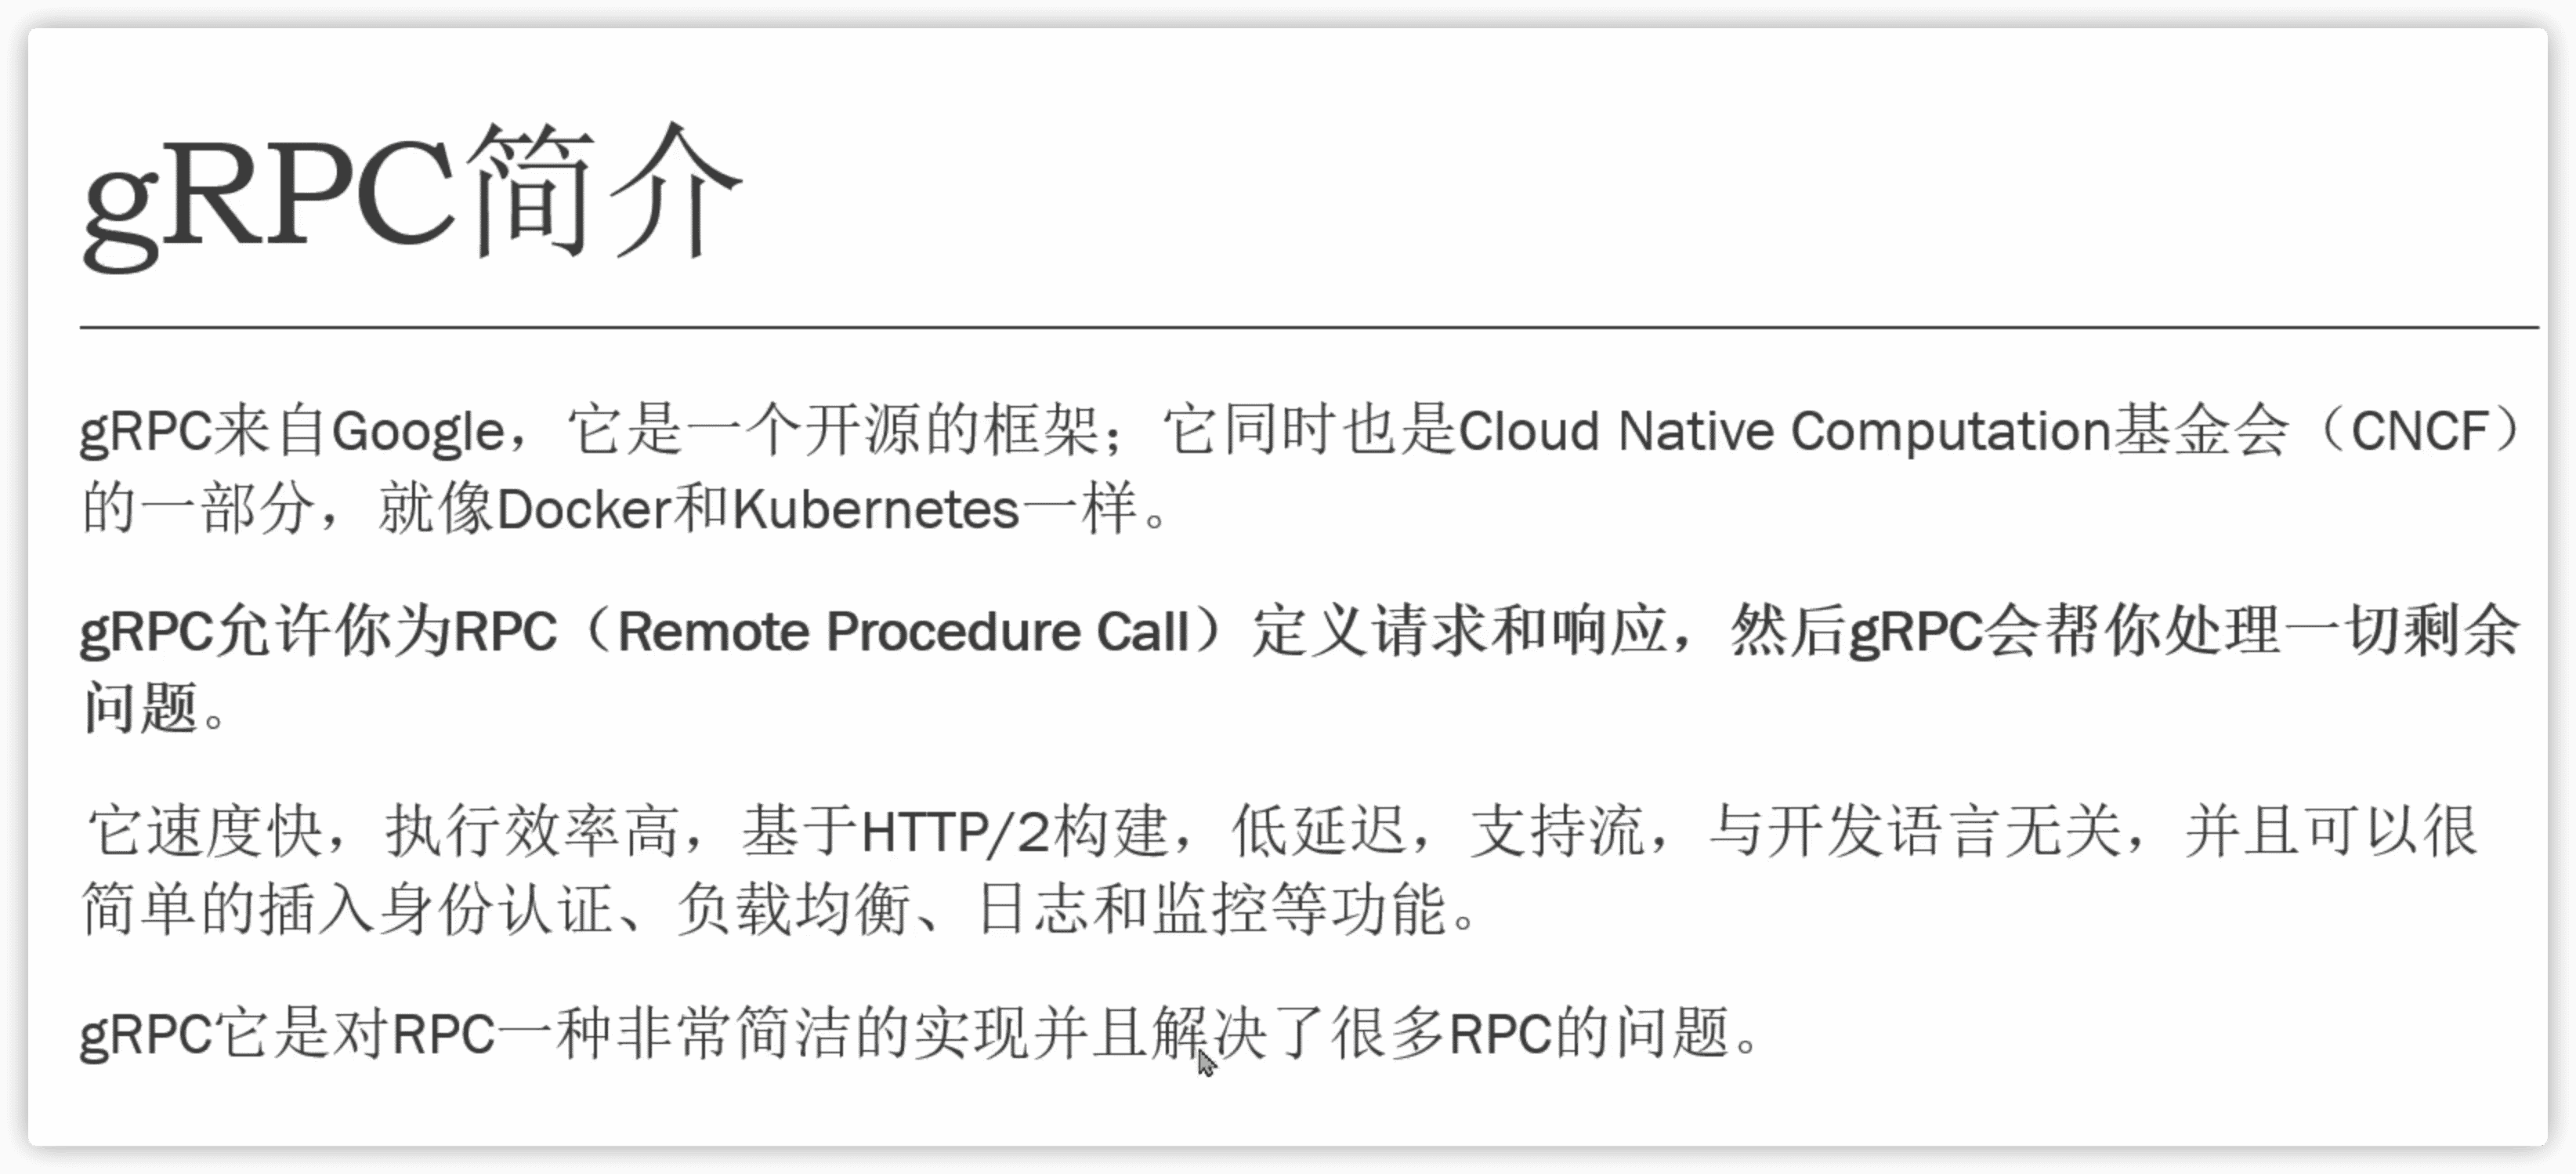 gRPC简介
gRPC来自Google，它是一个开源的框架；它同时也是Cloud Native Computation基金会（CNCF）
的一部分，就像Docker和Kubernetes一样。
gRPC允许你为RPC（Remote Procedure Call）定义请求和响应，然后gRPC会帮你处理一切剩余
问题。
它速度快，执行效率高，基于HTTP/2构建，低延迟，支持流，与开发语言无关，并且可以很
简单的插入身份认证、负载均衡、日志和监控等功能。
gRPC它是对RPC一种非常简洁的实现并且解决了很多RPC的问题。